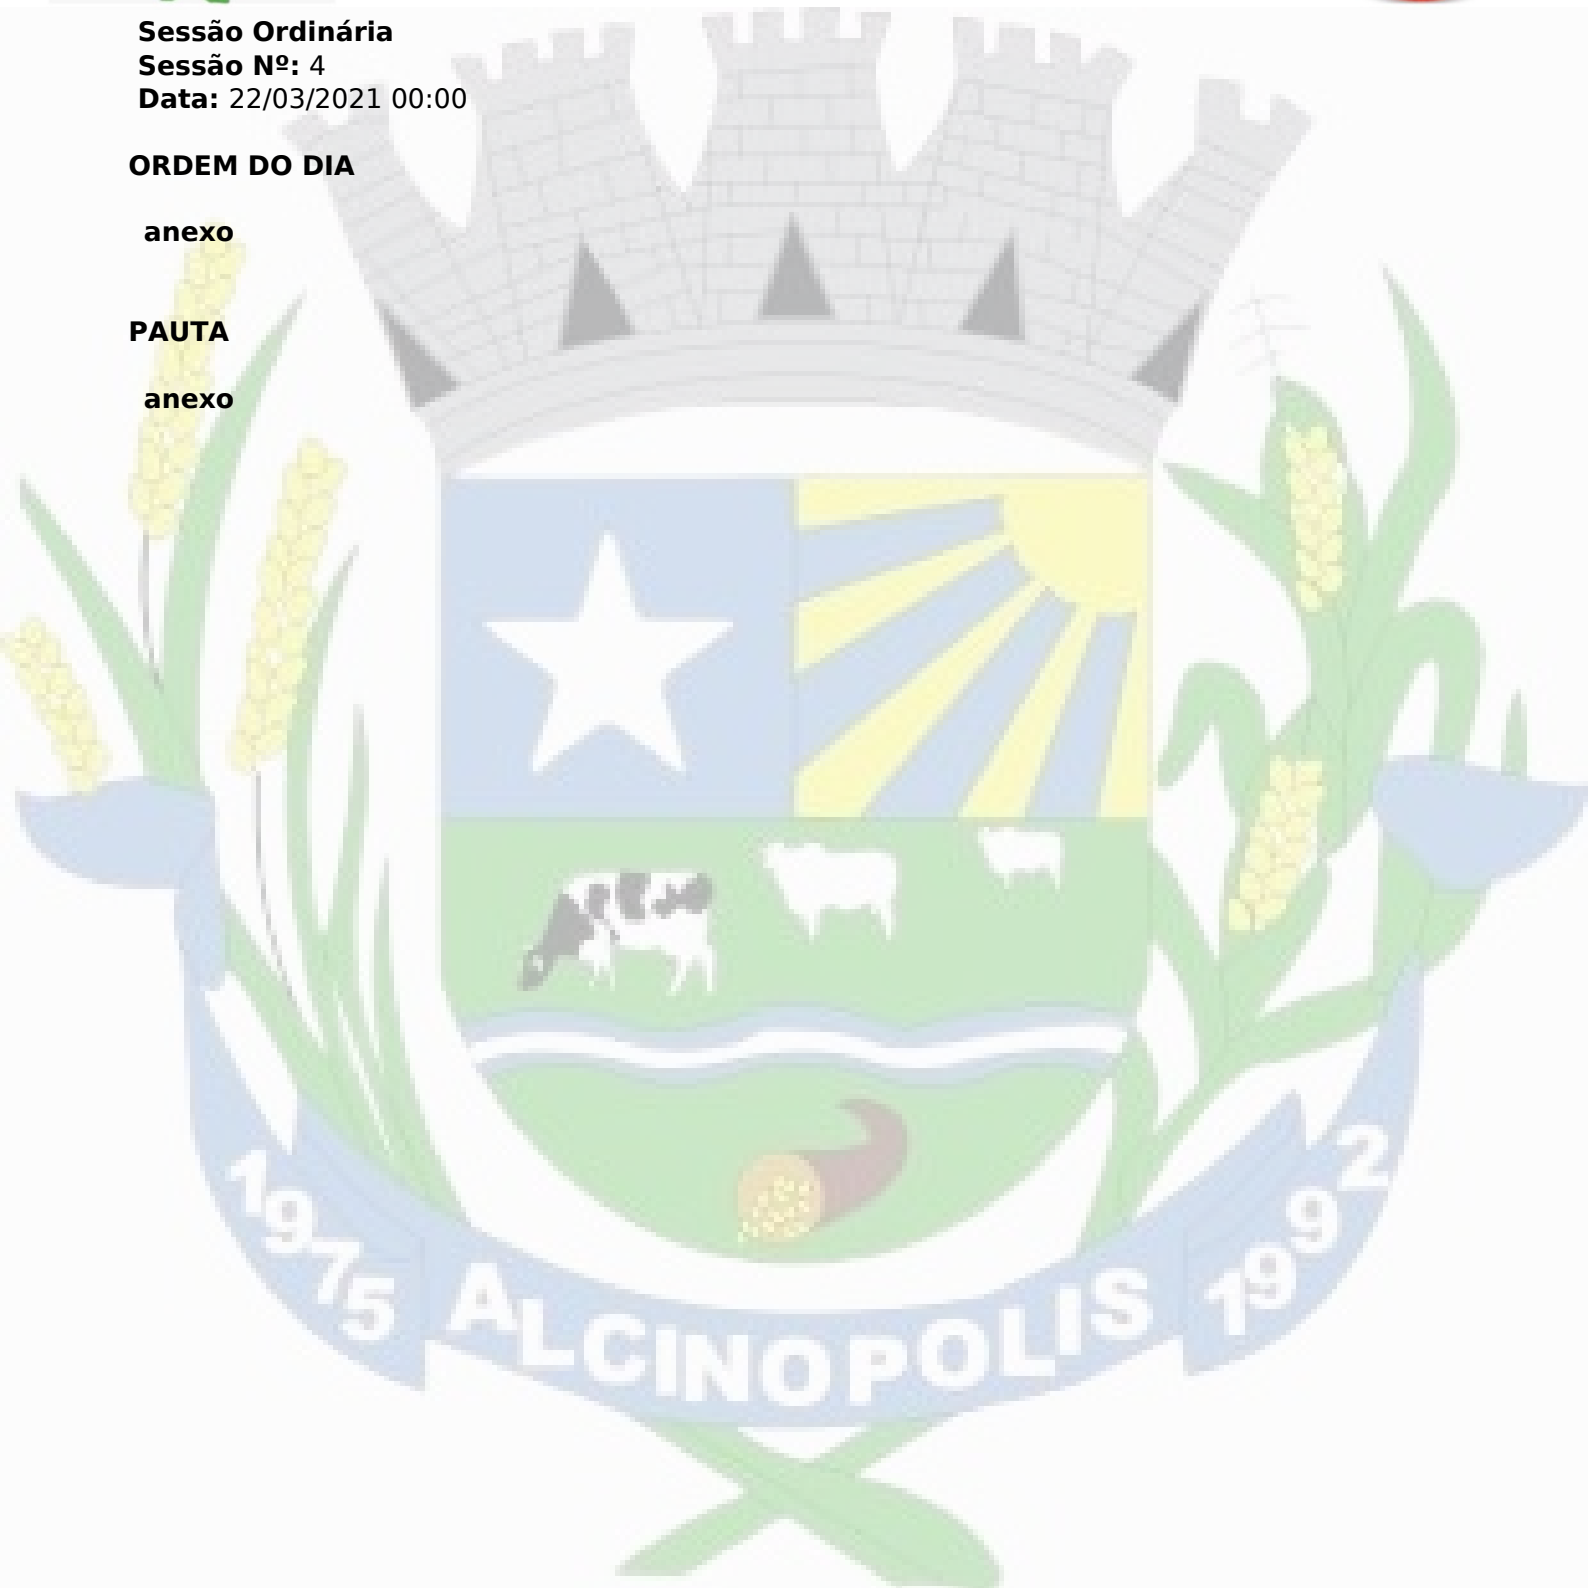 Sessão Ordinária
Sessão Nº: 4
Data: 22/03/2021 00:00
ORDEM DO DIA
anexo
PAUTA
anexo
1975 ALCINOPOLIS 1992